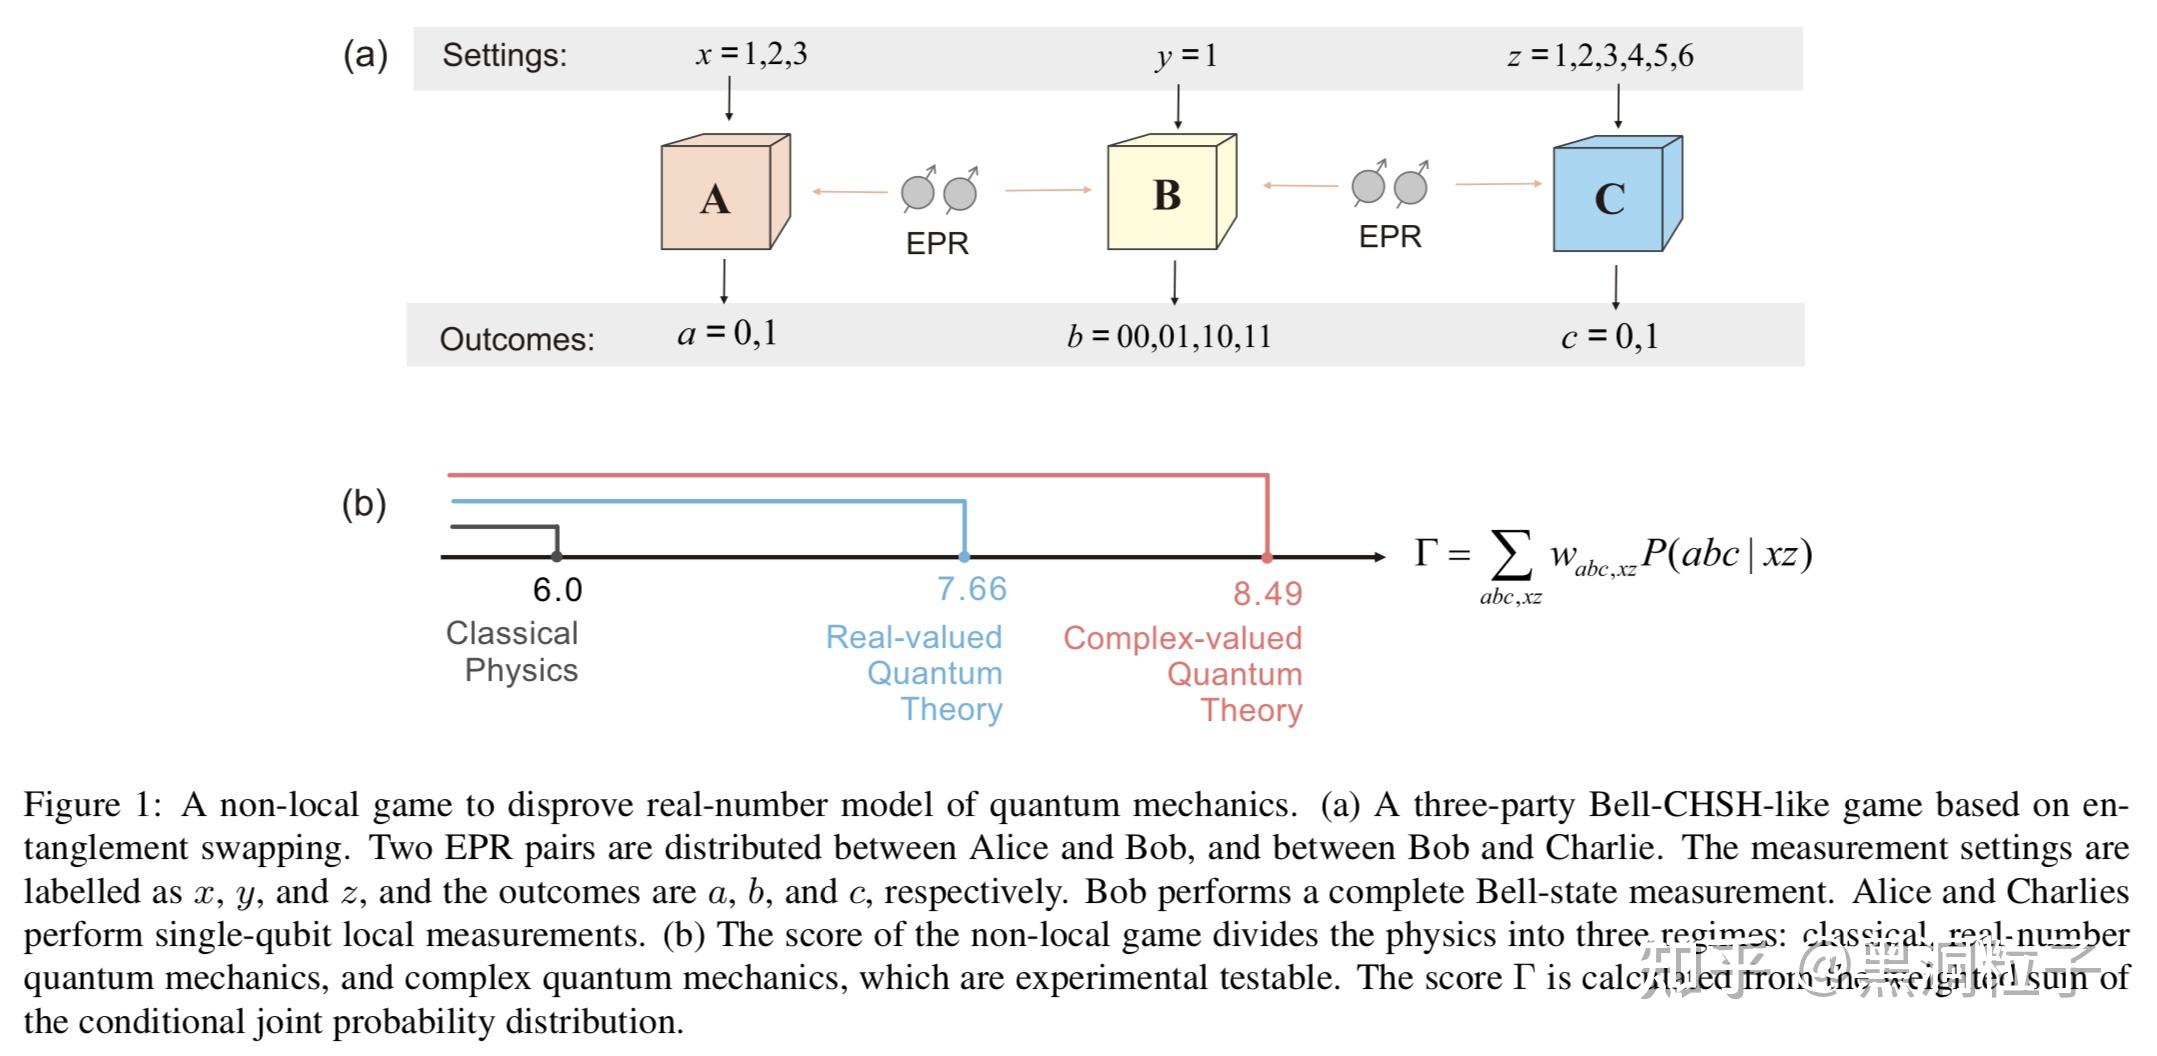 (a) Settings: x = 1,2,3 y = 1 z = 1,2,3,4,5,6
A B C
EPR EPR
Outcomes: a = 0,1 b = 00,01,10,11 c = 0,1
(b)
Γ = ∑ w_{abc,xz} P(abc | xz)
abc,xz
6.0 7.66 8.49
Classical Physics
Real-valued Quantum Theory
Complex-valued Quantum Theory
Figure 1: A non-local game to disprove real-number model of quantum mechanics. (a) A three-party Bell-CHSH-like game based on en-
tanglement swapping. Two EPR pairs are distributed between Alice and Bob, and between Bob and Charlie. The measurement settings are
labelled as x, y, and z, and the outcomes are a, b, and c, respectively. Bob performs a complete Bell-state measurement. Alice and Charlies
perform single-qubit local measurements. (b) The score of the non-local game divides the physics into three regimes: classical, real-number
quantum mechanics, and complex quantum mechanics, which are experimental testable. The score Γ is calculated from the weighted sum of
the conditional joint probability distribution.
知乎 @黑洞粒子